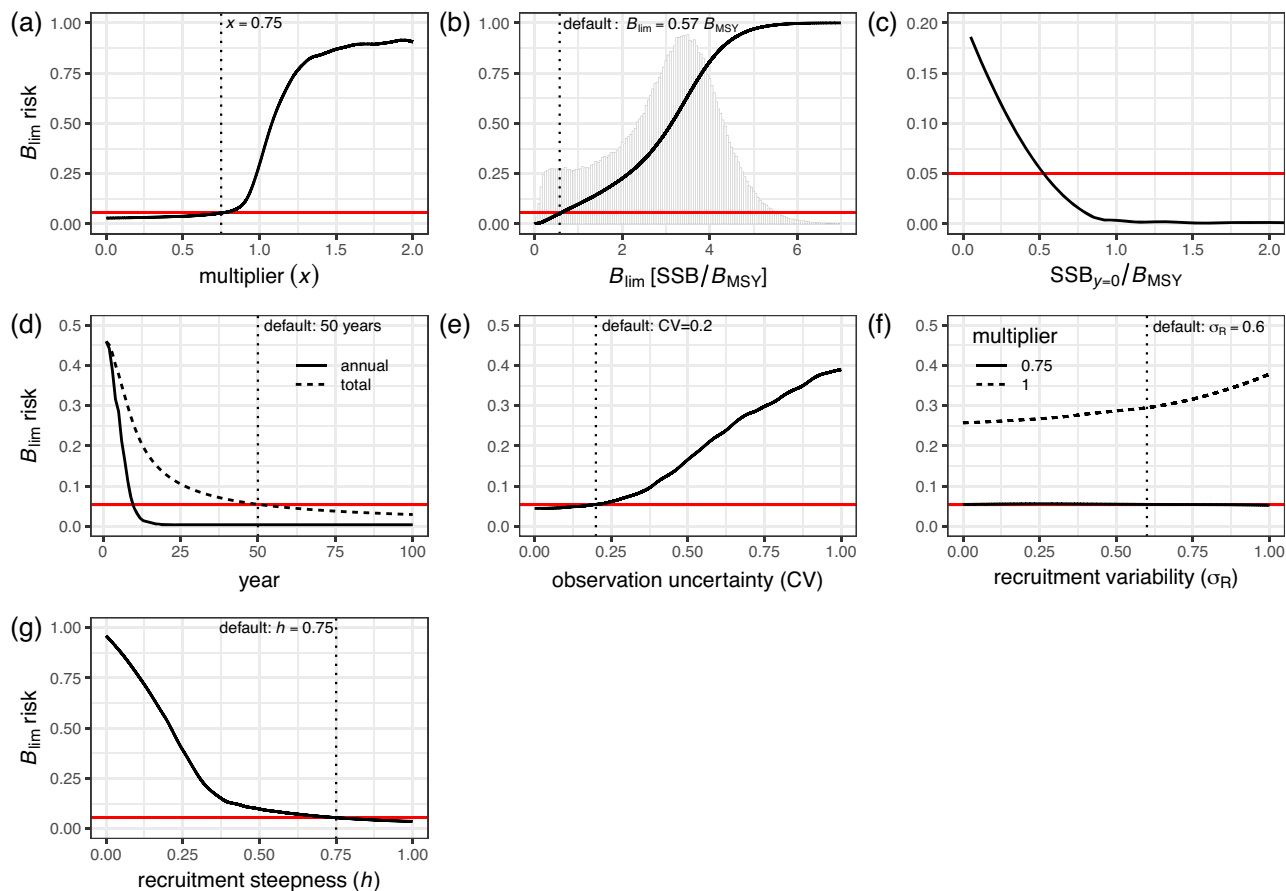 (a)
x = 0.75
B_lim risk
1.00
0.75
0.50
0.25
0.00
0.0 0.5 1.0 1.5 2.0
multiplier (x)
(b)
default: B_lim = 0.57 B_MSY
1.00
0.75
0.50
0.25
0.00
0 2 4 6
B_lim [SSB/B_MSY]
(c)
0.20
0.15
0.10
0.05
0.00
0.0 0.5 1.0 1.5 2.0
SSB_y=0/B_MSY
(d)
default: 50 years
annual
total
B_lim risk
0.5
0.4
0.3
0.2
0.1
0.0
0 25 50 75 100
year
(e)
default: CV=0.2
0.5
0.4
0.3
0.2
0.1
0.0
0.00 0.25 0.50 0.75 1.00
observation uncertainty (CV)
(f)
multiplier
0.75
1
default: σ_R = 0.6
0.5
0.4
0.3
0.2
0.1
0.0
0.00 0.25 0.50 0.75 1.00
recruitment variability (σ_R)
(g)
default: h = 0.75
B_lim risk
1.00
0.75
0.50
0.25
0.00
0.00 0.25 0.50 0.75 1.00
recruitment steepness (h)